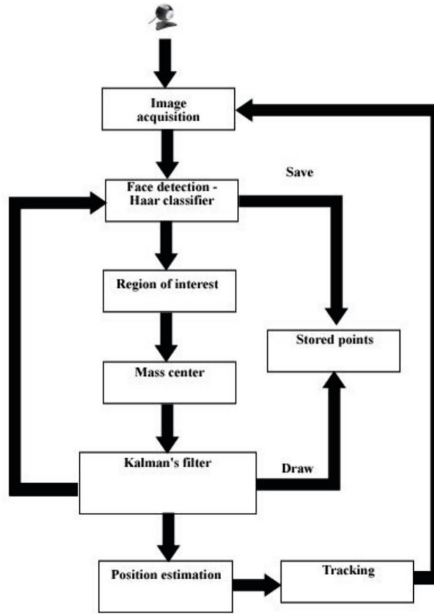 Image
acquisition
Face detection -
Haar classifier
Save
Region of interest
Stored points
Mass center
Kalman's filter
Draw
Position estimation
Tracking